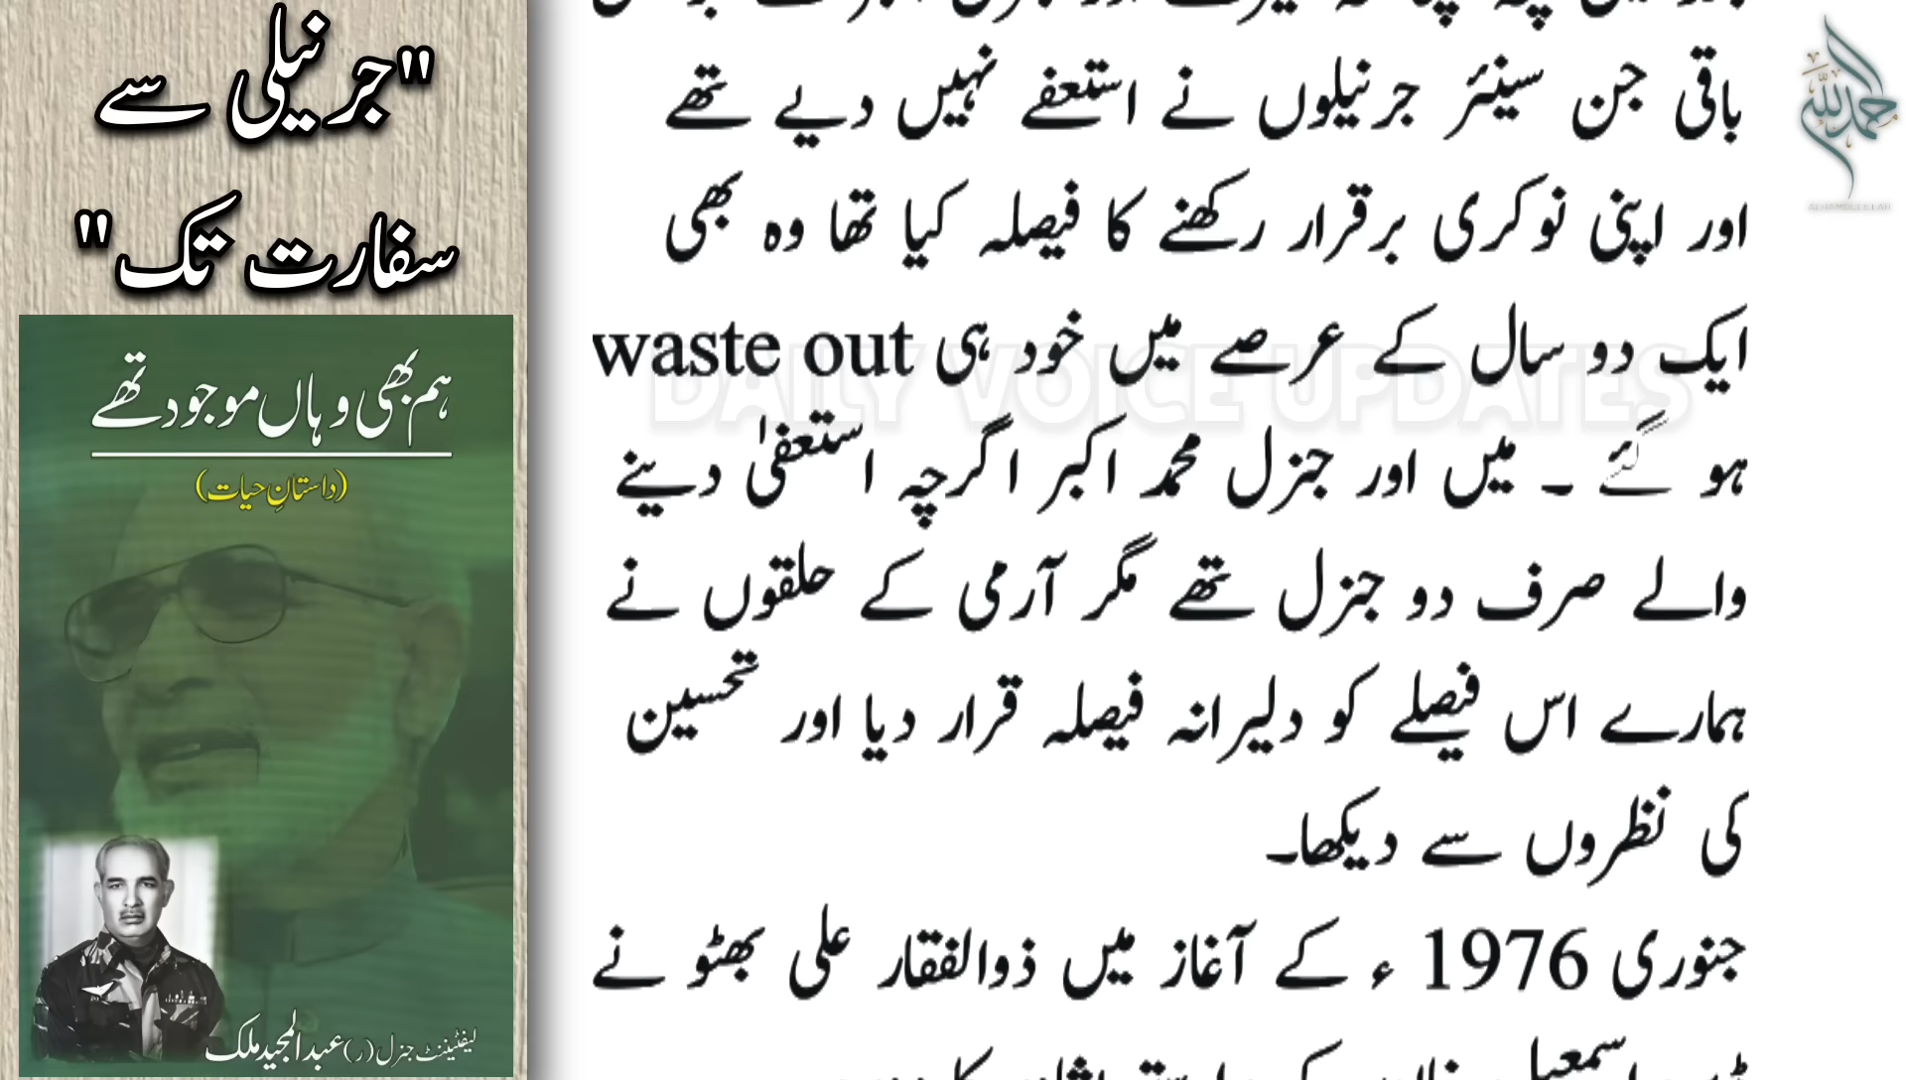 "جرنیلی سے
سفارت تک"
ہم بھی وہاں موجود تھے
(داستانِ حیات)
لیفٹیننٹ جنرل (ر) عبدالمجید ملک
باقی جن سینئر جرنیلوں نے استعفے نہیں دیے تھے
اور اپنی نوکری برقرار رکھنے کا فیصلہ کیا تھا وہ بھی
ایک دو سال کے عرصے میں خود ہی waste out
ہو گئے ۔ میں اور جنرل محمد اکبر اگرچہ استعفیٰ دینے
والے صرف دو جنرل تھے مگر آرمی کے حلقوں نے
ہمارے اس فیصلے کو دلیرانہ فیصلہ قرار دیا اور تحسین
کی نظروں سے دیکھا۔
جنوری 1976ء کے آغاز میں ذوالفقار علی بھٹو نے
DAILY VOICE UPDATES
الحمدللہ
ALHAMDULILLAH